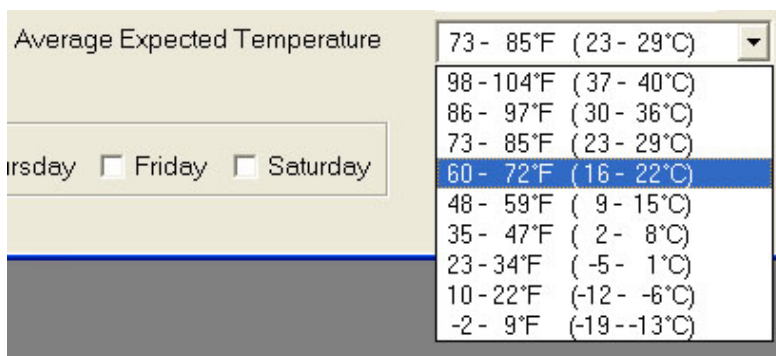 Average Expected Temperature
73 - 85°F (23 - 29°C)
98 - 104°F (37 - 40°C)
86 - 97°F (30 - 36°C)
73 - 85°F (23 - 29°C)
60 - 72°F (16 - 22°C)
48 - 59°F ( 9 - 15°C)
35 - 47°F ( 2 - 8°C)
23 - 34°F ( -5 - 1°C)
10 - 22°F (-12 - -6°C)
-2 - 9°F (-19 - -13°C)
ursday Friday Saturday